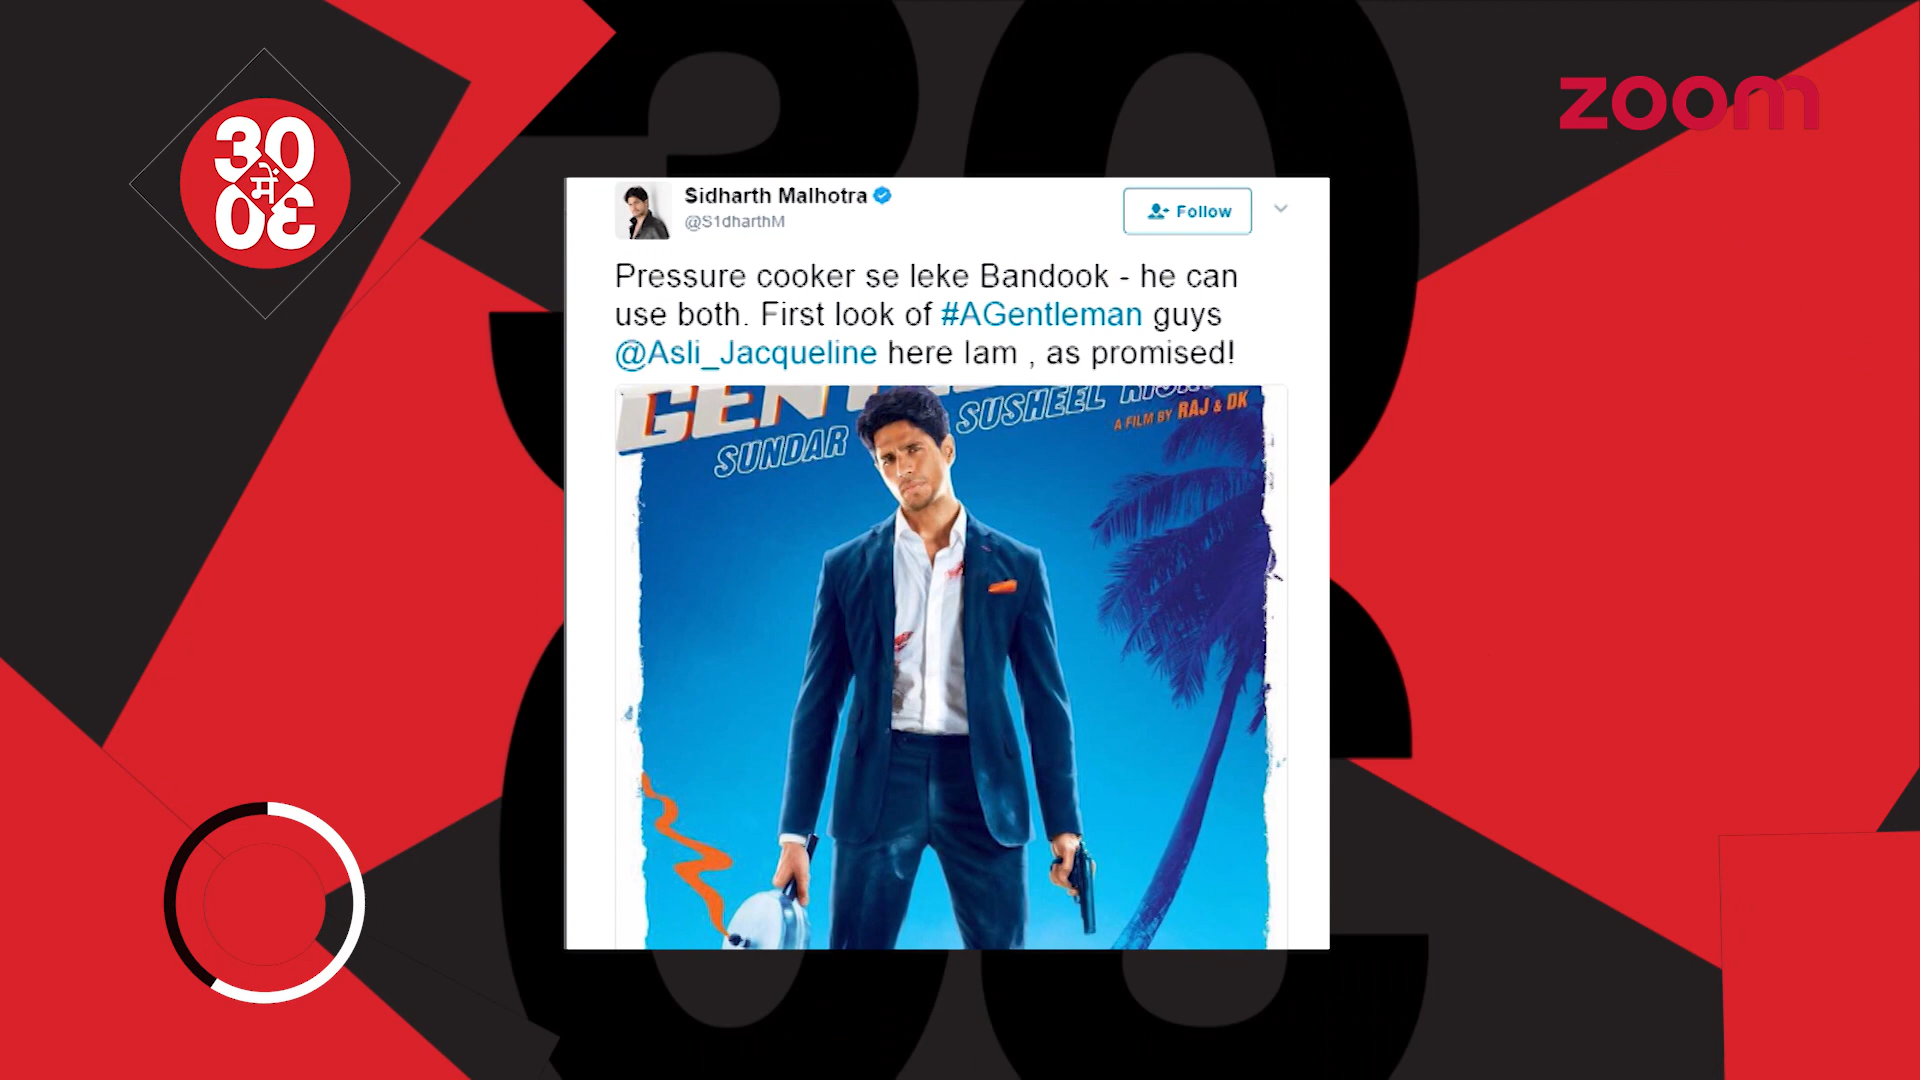 30
में
30
zoom
Sidharth Malhotra
@S1dharthM
Follow
Pressure cooker se leke Bandook - he can
use both. First look of #AGentleman guys
@Asli_Jacqueline here Iam , as promised!
SUNDAR SUSHEEL
A FILM BY RAJ & DK